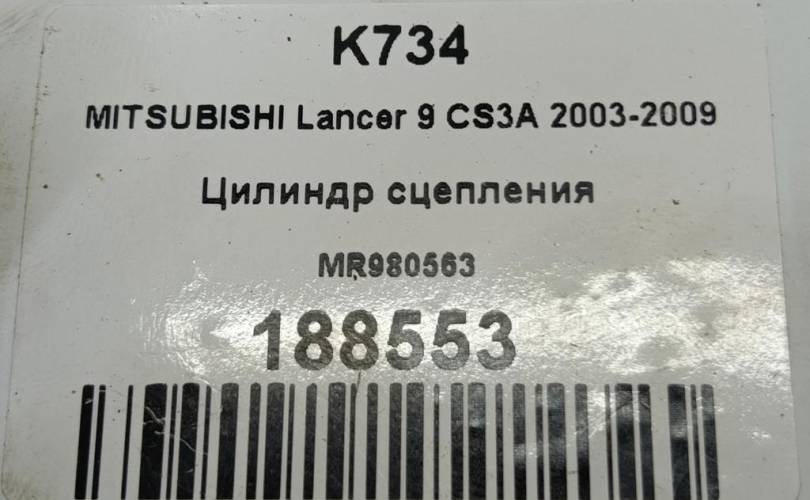 K734
MITSUBISHI Lancer 9 CS3A 2003-2009
Цилиндр сцепления
MR980563
188553